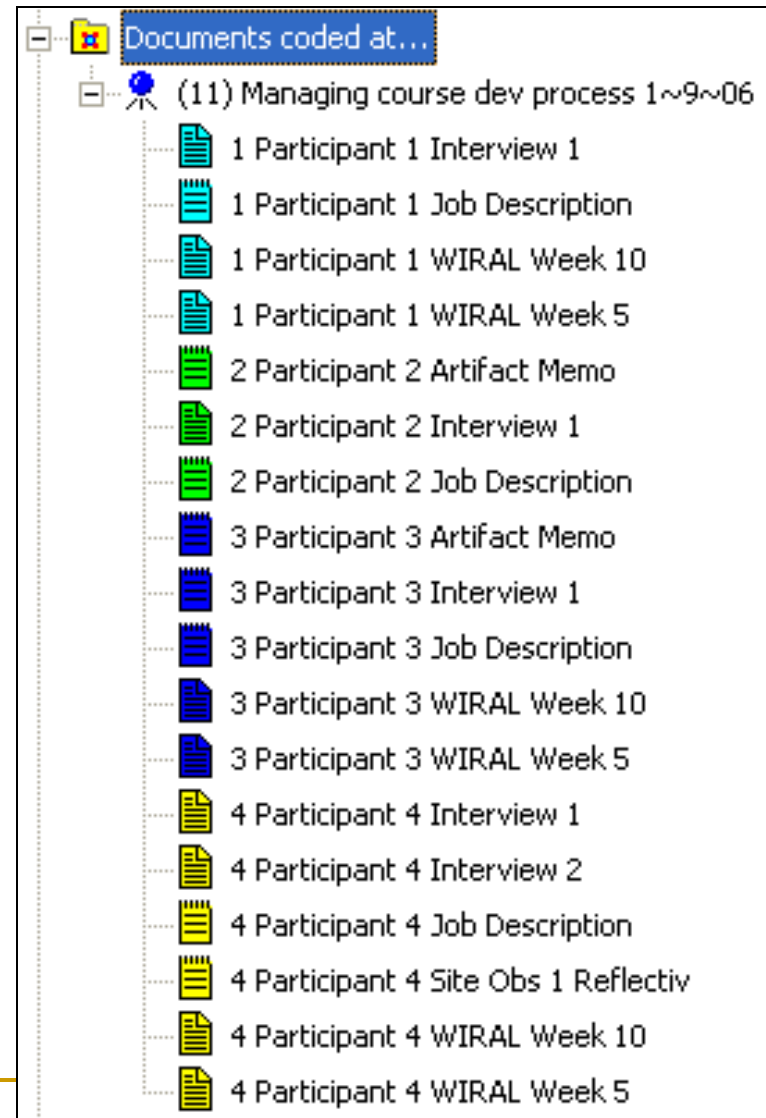 Documents coded at...
(11) Managing course dev process 1~9~06
1 Participant 1 Interview 1
1 Participant 1 Job Description
1 Participant 1 WIRAL Week 10
1 Participant 1 WIRAL Week 5
2 Participant 2 Artifact Memo
2 Participant 2 Interview 1
2 Participant 2 Job Description
3 Participant 3 Artifact Memo
3 Participant 3 Interview 1
3 Participant 3 Job Description
3 Participant 3 WIRAL Week 10
3 Participant 3 WIRAL Week 5
4 Participant 4 Interview 1
4 Participant 4 Interview 2
4 Participant 4 Job Description
4 Participant 4 Site Obs 1 Reflectiv
4 Participant 4 WIRAL Week 10
4 Participant 4 WIRAL Week 5